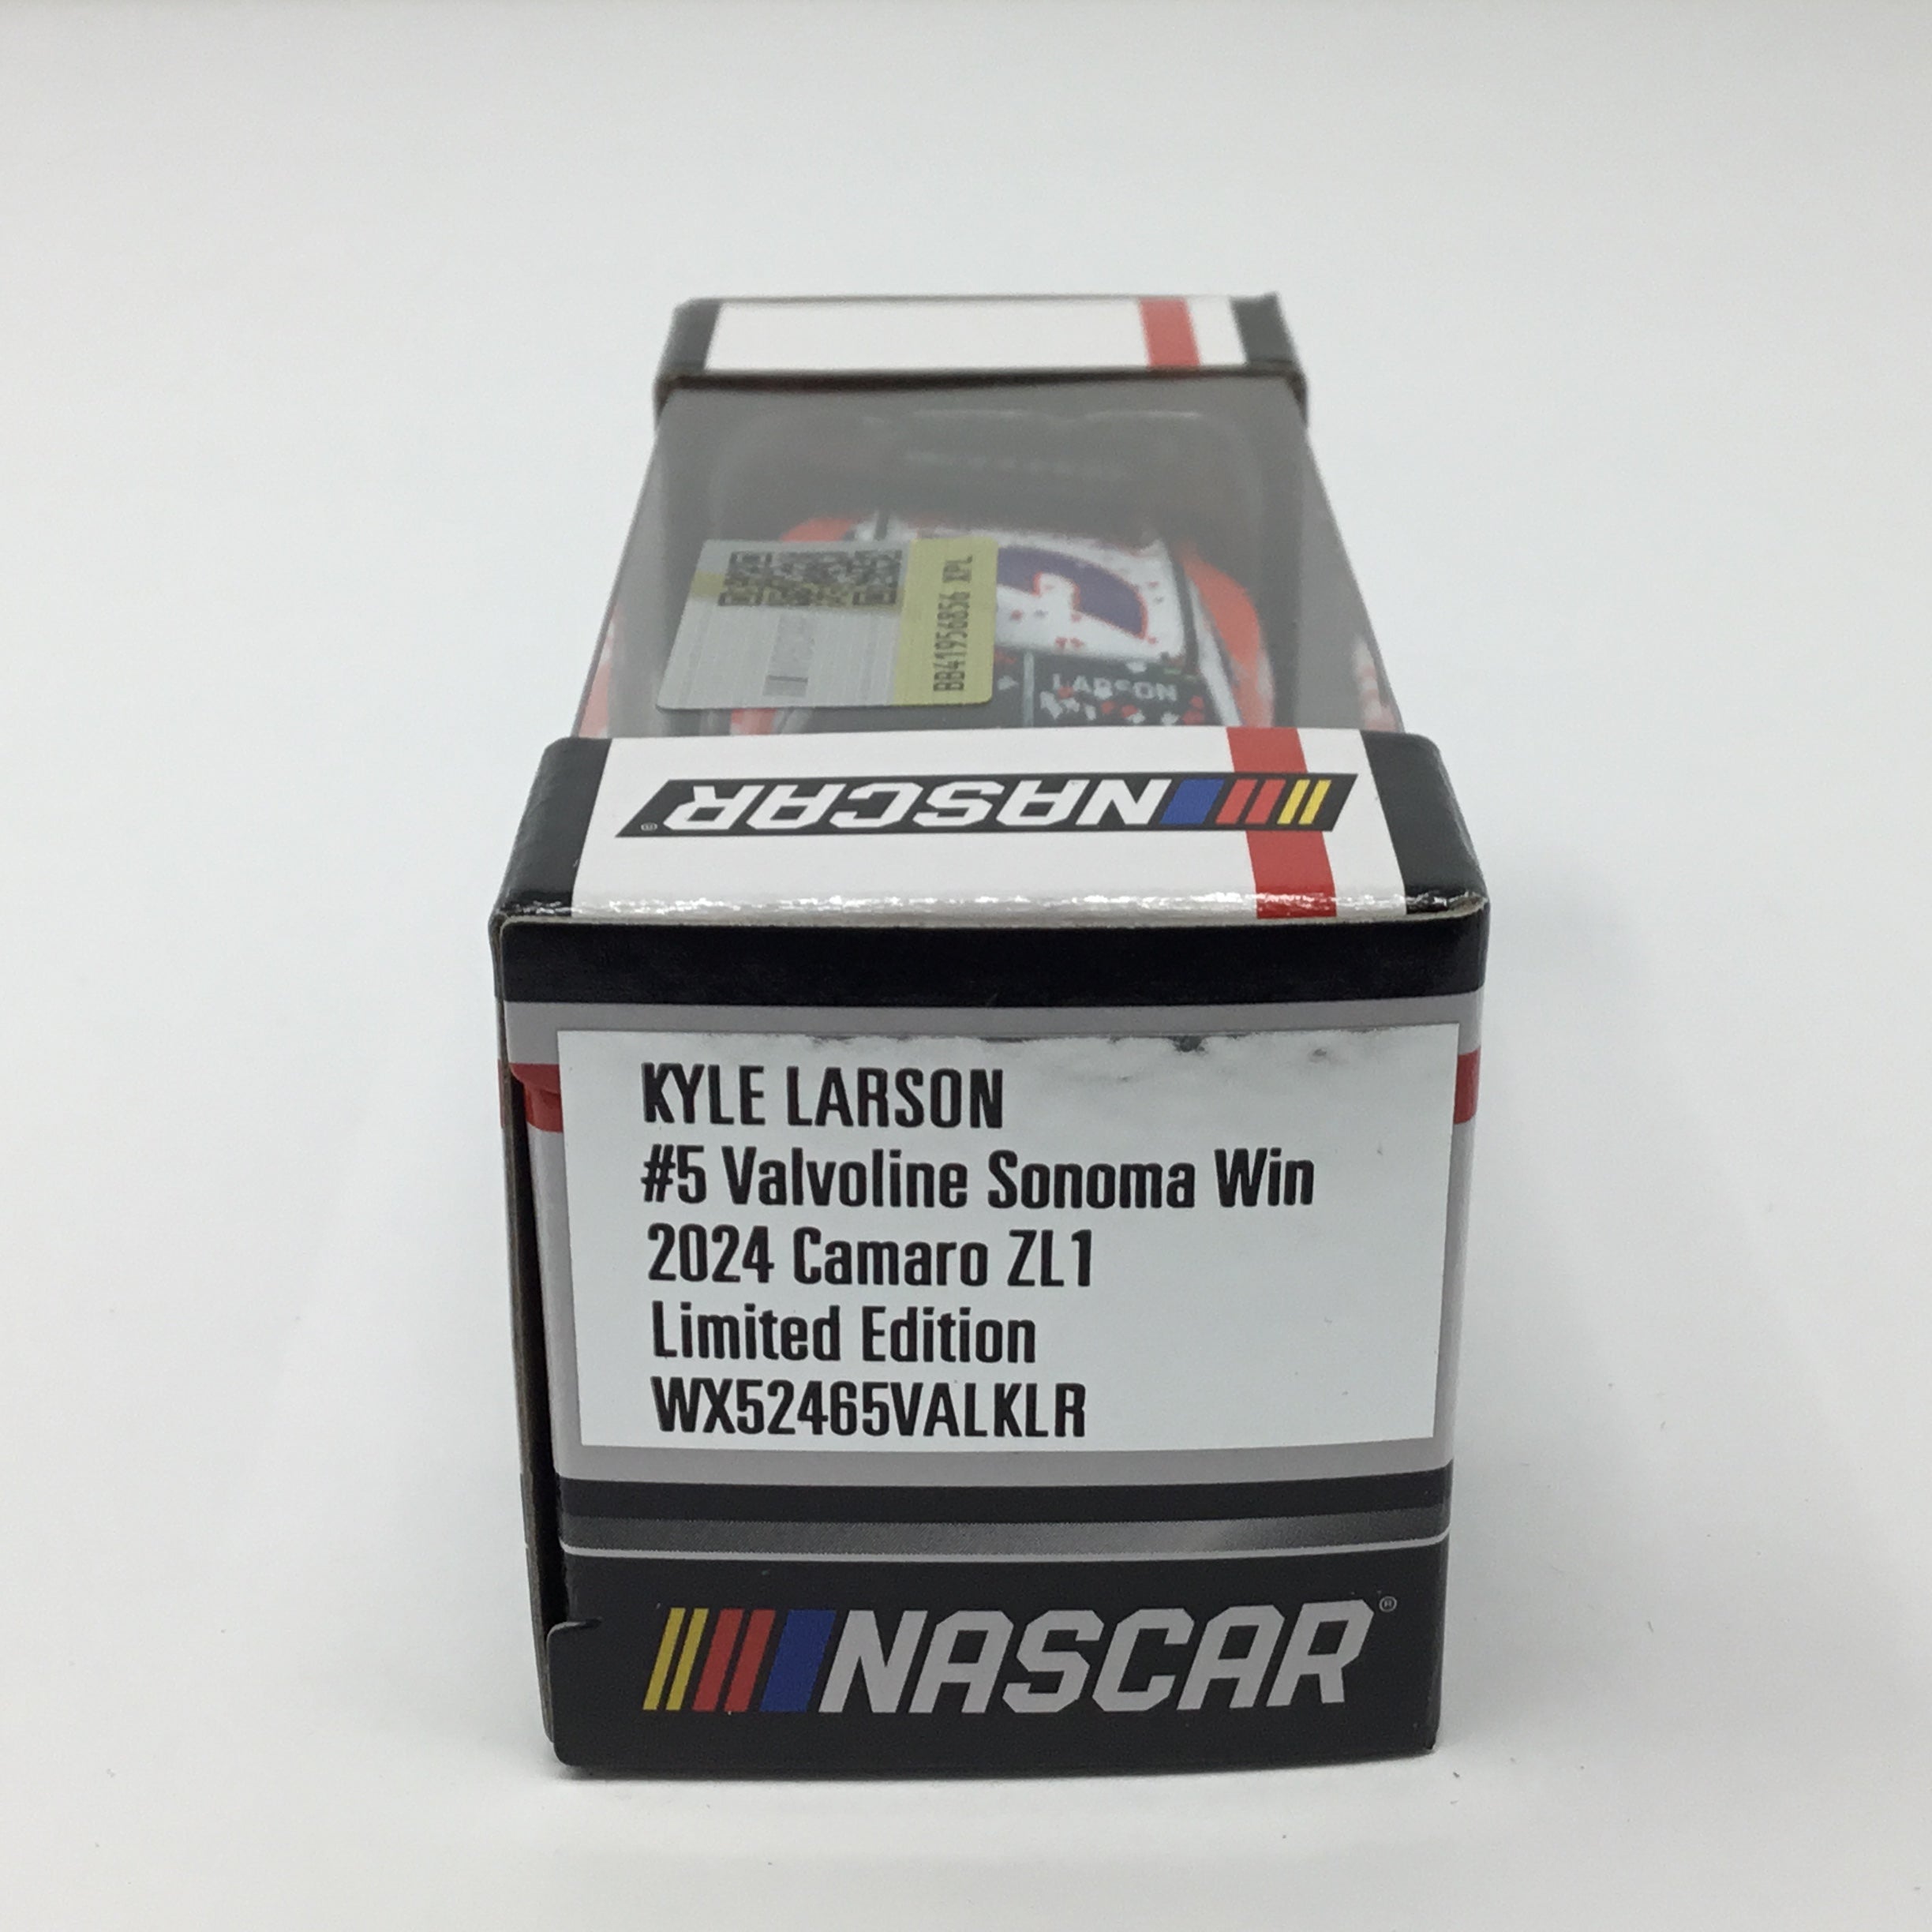 BB41956856 XPL
LARSON
NASCAR®
KYLE LARSON
#5 Valvoline Sonoma Win
2024 Camaro ZL1
Limited Edition
WX52465VALKLR
NASCAR®